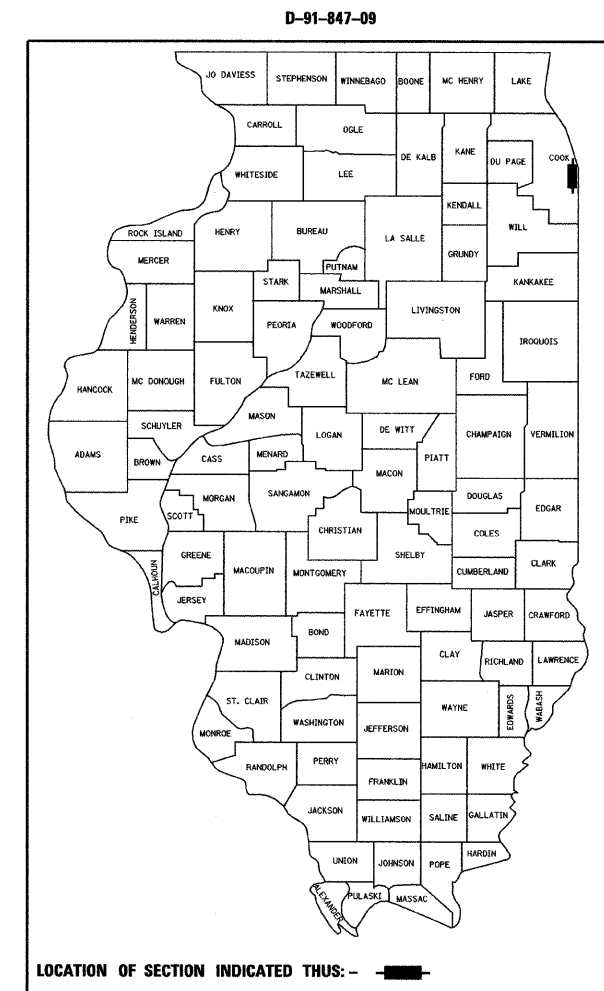 D-91-847-09
JO DAVIESS
STEPHENSON
WINNEBAGO
BOONE
MC HENRY
LAKE
CARROLL
OGLE
DE KALB
KANE
DU PAGE
COOK
WHITESIDE
LEE
KENDALL
WILL
ROCK ISLAND
HENRY
BUREAU
LA SALLE
GRUNDY
MERCER
PUTNAM
STARK
MARSHALL
KANKAKEE
HENDERSON
WARREN
KNOX
PEORIA
WOODFORD
LIVINGSTON
IROQUOIS
HANCOCK
MC DONOUGH
FULTON
TAZEWELL
MC LEAN
FORD
MASON
SCHUYLER
LOGAN
DE WITT
CHAMPAIGN
VERMILION
ADAMS
BROWN
CASS
MENARD
MACON
PIATT
PIKE
SCOTT
MORGAN
SANGAMON
CHRISTIAN
MOULTRIE
DOUGLAS
EDGAR
COLES
GREENE
MACOUPIN
MONTGOMERY
SHELBY
CUMBERLAND
CLARK
CALHOUN
JERSEY
FAYETTE
EFFINGHAM
JASPER
CRAWFORD
MADISON
BOND
CLAY
RICHLAND
LAWRENCE
CLINTON
MARION
ST. CLAIR
WASHINGTON
WAYNE
EDWARDS
WABASH
MONROE
JEFFERSON
RANDOLPH
PERRY
HAMILTON
WHITE
FRANKLIN
JACKSON
WILLIAMSON
SALINE
GALLATIN
UNION
JOHNSON
POPE
HARDIN
ALEXANDER
PULASKI
MASSAC
LOCATION OF SECTION INDICATED THUS: -